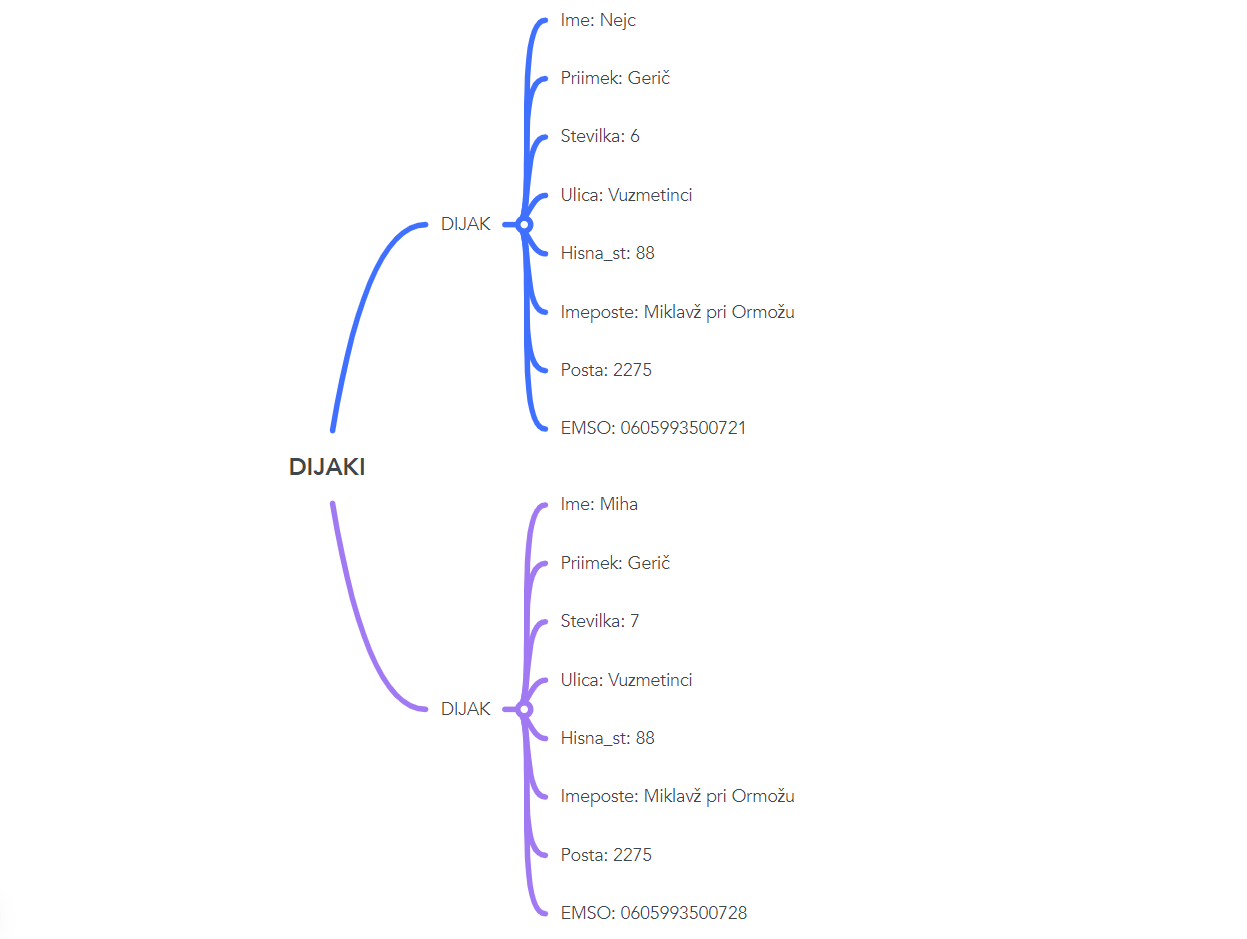 Ime: Nejc
Priimek: Gerič
Stevilka: 6
Ulica: Vuzmetinci
DIJAK
Hisna_st: 88
Imeposte: Miklavž pri Ormožu
Posta: 2275
EMSO: 0605993500721
DIJAKI
Ime: Miha
Priimek: Gerič
Stevilka: 7
Ulica: Vuzmetinci
DIJAK
Hisna_st: 88
Imeposte: Miklavž pri Ormožu
Posta: 2275
EMSO: 0605993500728